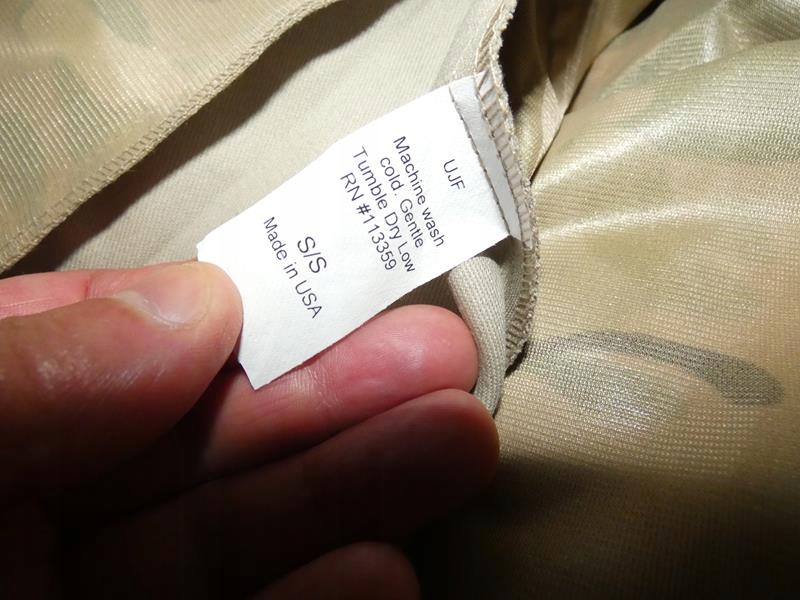 UJF
Machine wash
cold. Gentle
Tumble Dry Low
RN #113359
S/S
Made in USA